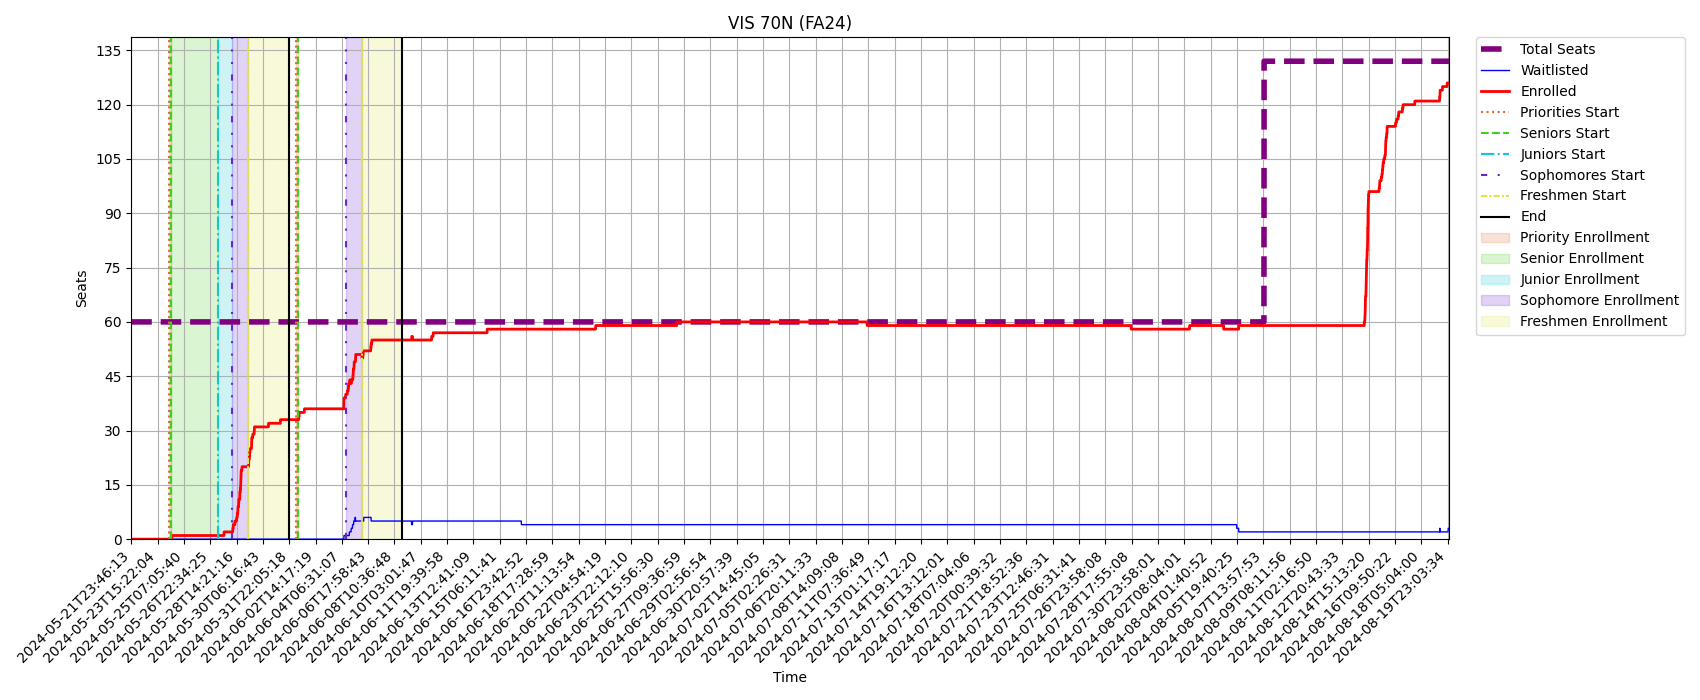 VIS 70N (FA24)
Seats
135
120
105
90
75
60
45
30
15
0
2024-05-21T23:46:13
2024-05-23T15:22:04
2024-05-25T07:05:40
2024-05-26T22:34:25
2024-05-28T14:21:16
2024-05-30T06:16:43
2024-05-31T22:05:18
2024-06-02T14:17:19
2024-06-04T06:31:07
2024-06-06T17:58:43
2024-06-08T10:36:48
2024-06-10T03:01:47
2024-06-11T19:39:58
2024-06-13T12:41:09
2024-06-15T06:11:41
2024-06-16T23:42:52
2024-06-18T17:28:59
2024-06-20T11:13:54
2024-06-22T04:54:19
2024-06-23T22:12:10
2024-06-25T15:56:30
2024-06-27T09:36:59
2024-06-29T02:56:54
2024-06-30T20:57:39
2024-07-02T14:45:05
2024-07-05T02:26:31
2024-07-06T20:11:33
2024-07-08T14:09:08
2024-07-11T07:36:49
2024-07-13T01:17:17
2024-07-14T19:12:20
2024-07-16T13:12:01
2024-07-18T07:04:06
2024-07-20T00:39:32
2024-07-21T18:52:36
2024-07-23T12:46:31
2024-07-25T06:31:41
2024-07-26T23:58:08
2024-07-28T17:55:08
2024-07-30T23:58:01
2024-08-02T08:04:01
2024-08-04T01:40:52
2024-08-05T19:40:25
2024-08-07T13:57:53
2024-08-09T08:11:56
2024-08-11T02:16:50
2024-08-12T20:43:33
2024-08-14T15:13:20
2024-08-16T09:50:22
2024-08-18T05:04:00
2024-08-19T23:03:34
Time
Total Seats
Waitlisted
Enrolled
Priorities Start
Seniors Start
Juniors Start
Sophomores Start
Freshmen Start
End
Priority Enrollment
Senior Enrollment
Junior Enrollment
Sophomore Enrollment
Freshmen Enrollment